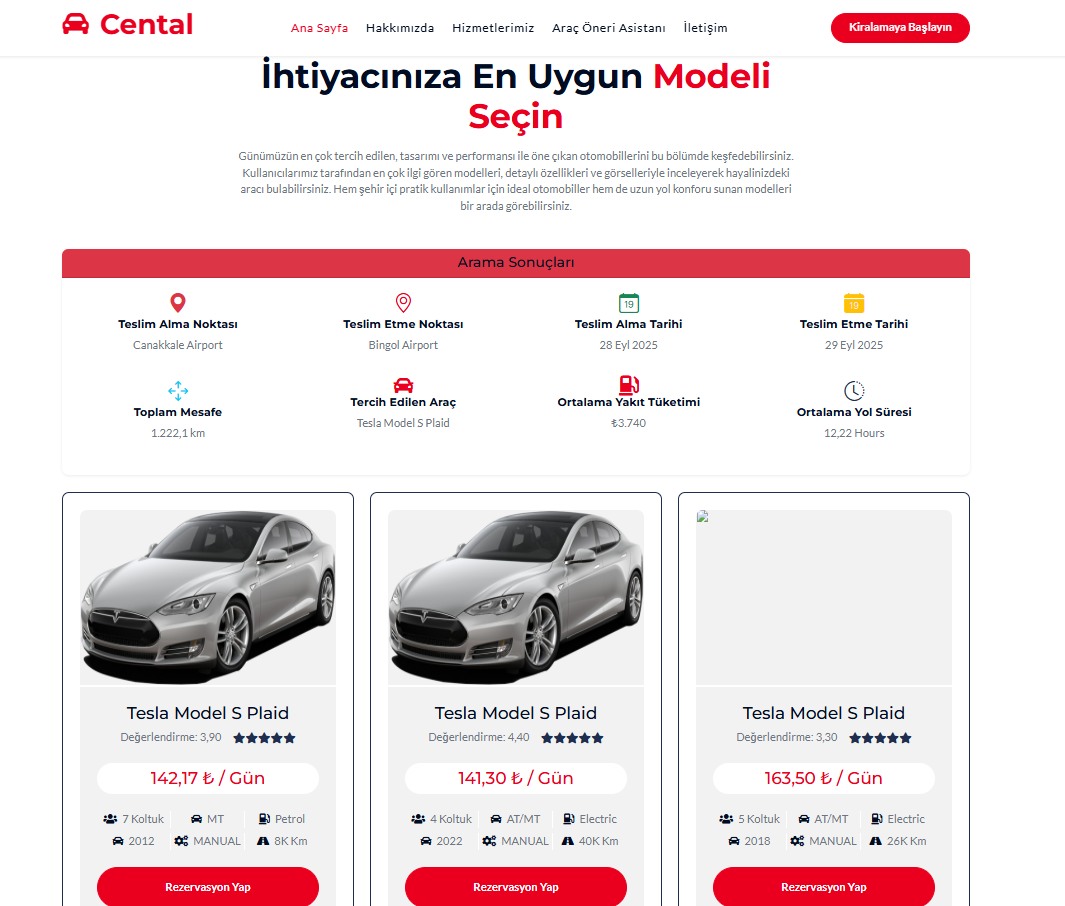 Cental
Ana Sayfa Hakkımızda Hizmetlerimiz Araç Öneri Asistanı İletişim
Kiralamaya Başlayın
İhtiyacınıza En Uygun Modeli
Seçin
Günümüzün en çok tercih edilen, tasarımı ve performansı ile öne çıkan otomobillerini bu bölümde keşfedebilirsiniz.
Kullanıcılarımız tarafından en çok ilgi gören modelleri, detaylı özellikleri ve görselleriyle inceleyerek hayalinizdeki
aracı bulabilirsiniz. Hem şehir içi pratik kullanımlar için ideal otomobiller hem de uzun yol konforu sunan modelleri
bir arada görebilirsiniz.
Arama Sonuçları
19 19
Teslim Alma Noktası Teslim Etme Noktası Teslim Alma Tarihi Teslim Etme Tarihi
Canakkale Airport Bingol Airport 28 Eyl 2025 29 Eyl 2025
Toplam Mesafe Tercih Edilen Araç Ortalama Yakıt Tüketimi Ortalama Yol Süresi
1.222,1 km Tesla Model S Plaid ₺3.740 12,22 Hours
Tesla Model S Plaid
Değerlendirme: 3,90
142,17 ₺ / Gün
7 Koltuk MT Petrol
2012 MANUAL 8K Km
Rezervasyon Yap
Tesla Model S Plaid
Değerlendirme: 4,40
141,30 ₺ / Gün
4 Koltuk AT/MT Electric
2022 MANUAL 40K Km
Rezervasyon Yap
Tesla Model S Plaid
Değerlendirme: 3,30
163,50 ₺ / Gün
5 Koltuk AT/MT Electric
2018 MANUAL 26K Km
Rezervasyon Yap